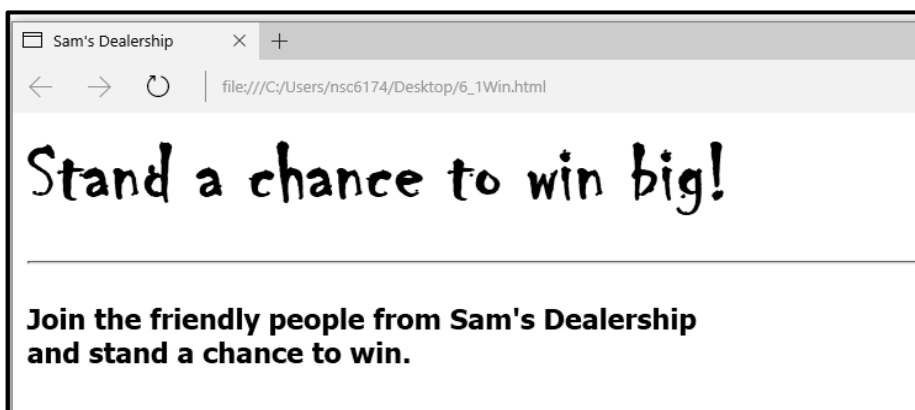 Sam's Dealership
file:///C:/Users/nsc6174/Desktop/6_1Win.html
Stand a chance to win big!
Join the friendly people from Sam's Dealership
and stand a chance to win.